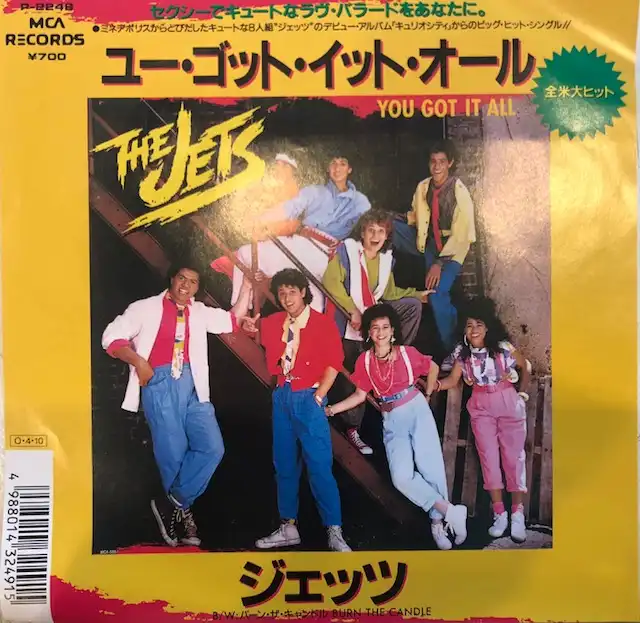 P-2248
MCA
RECORDS
¥700
セクシーでキュートなラヴ・バラードをあなたに。
●ミネアポリスからとびだしたキュートな8人組"ジェッツ"のデビュー・アルバム「キュリオシティ」からのビッグ・ヒット・シングル!!
ユー・ゴット・イット・オール
YOU GOT IT ALL
全米大ヒット
THE JETS
O・4・10
4988014324915
ジェッツ
B/W・バーン・ザ・キャンドル BURN THE CANDLE